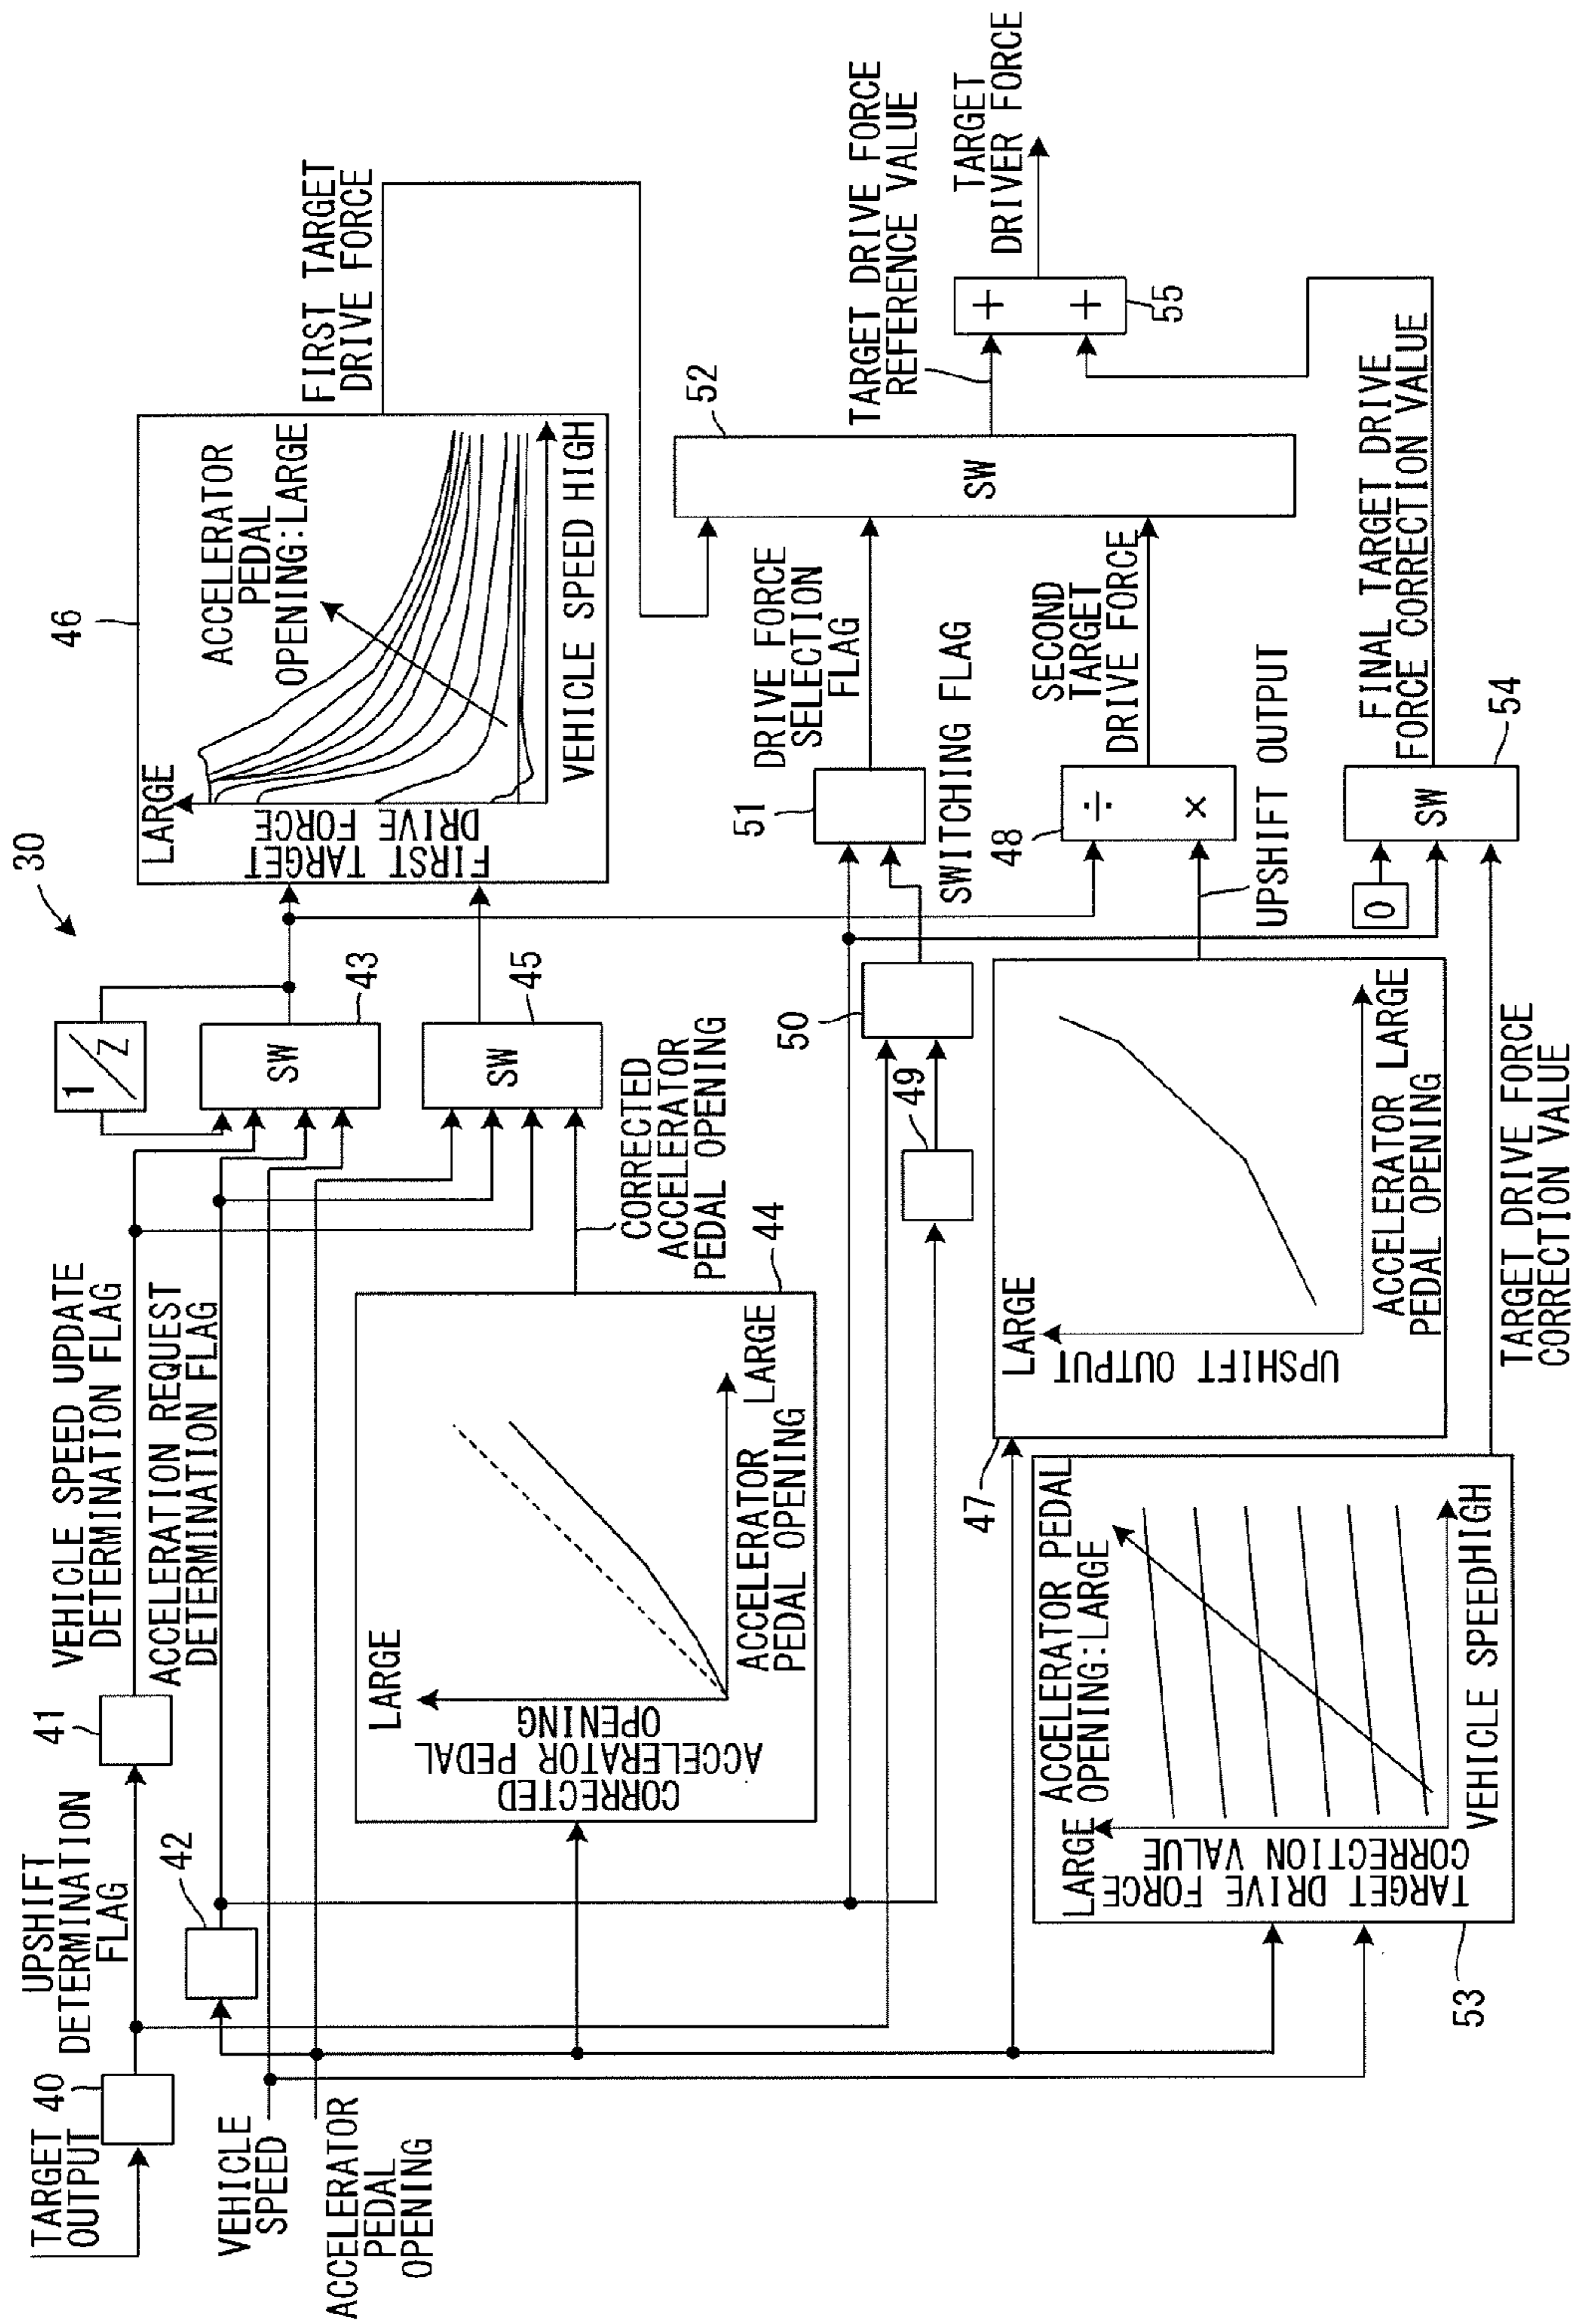 30
TARGET
OUTPUT
40
UPSHIFT
DETERMINATION
FLAG
41
VEHICLE SPEED UPDATE
DETERMINATION FLAG
42
ACCELERATION REQUEST
DETERMINATION FLAG
VEHICLE
SPEED
ACCELERATOR
PEDAL
OPENING
1/Z
SW
43
SW
45
CORRECTED
ACCELERATOR
PEDAL OPENING
44
LARGE
CORRECTED
ACCELERATOR PEDAL
OPENING
ACCELERATOR
PEDAL OPENING
LARGE
46
LARGE
FIRST TARGET
DRIVE FORCE
ACCELERATOR
PEDAL
OPENING:LARGE
VEHICLE SPEED HIGH
FIRST TARGET
DRIVE FORCE
49
50
SWITCHING FLAG
51
DRIVE FORCE
SELECTION
FLAG
52
SW
TARGET DRIVE FORCE
REFERENCE VALUE
47
LARGE
UPSHIFT OUTPUT
ACCELERATOR LARGE
PEDAL OPENING
UPSHIFT OUTPUT
48
÷
×
SECOND
TARGET
DRIVE FORCE
53
LARGE
TARGET DRIVE FORCE
CORRECTION VALUE
ACCELERATOR PEDAL
OPENING:LARGE
VEHICLE SPEED HIGH
TARGET DRIVE FORCE
CORRECTION VALUE
0
SW
54
FINAL TARGET DRIVE
FORCE CORRECTION VALUE
+
+
55
TARGET
DRIVER FORCE